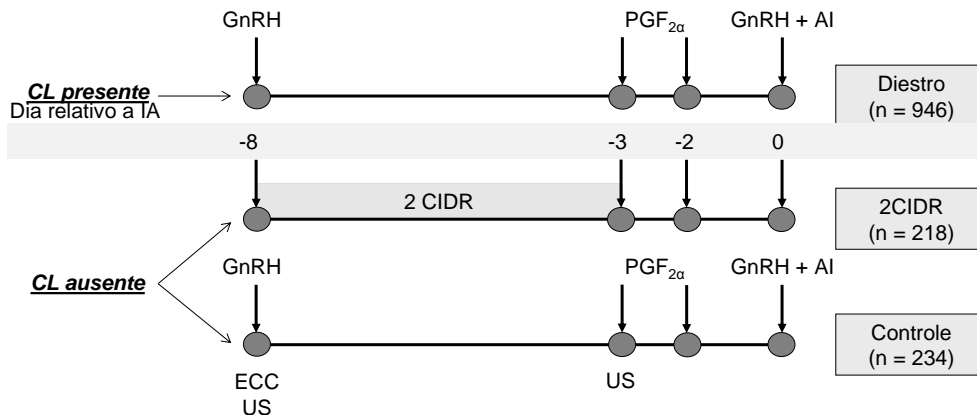 GnRH
PGF2α
GnRH + AI
CL presente
Dia relativo a IA
Diestro
(n = 946)
-8
-3
-2
0
2 CIDR
2CIDR
(n = 218)
CL ausente
GnRH
PGF2α
GnRH + AI
Controle
(n = 234)
ECC
US
US